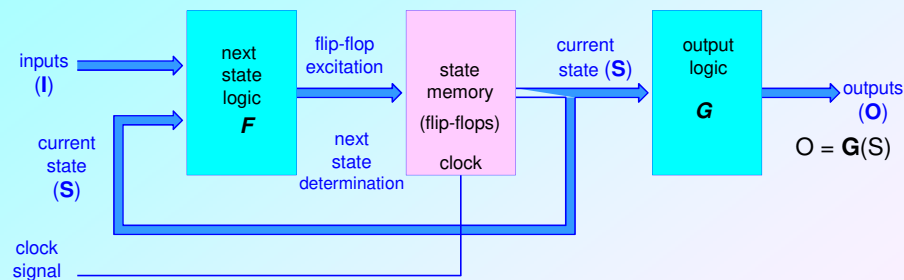 inputs
(I)
next
state
logic
F
flip-flop
excitation
next
state
determination
state
memory
(flip-flops)
clock
current
state (S)
output
logic
G
outputs
(O)
O = G(S)
current
state
(S)
clock
signal